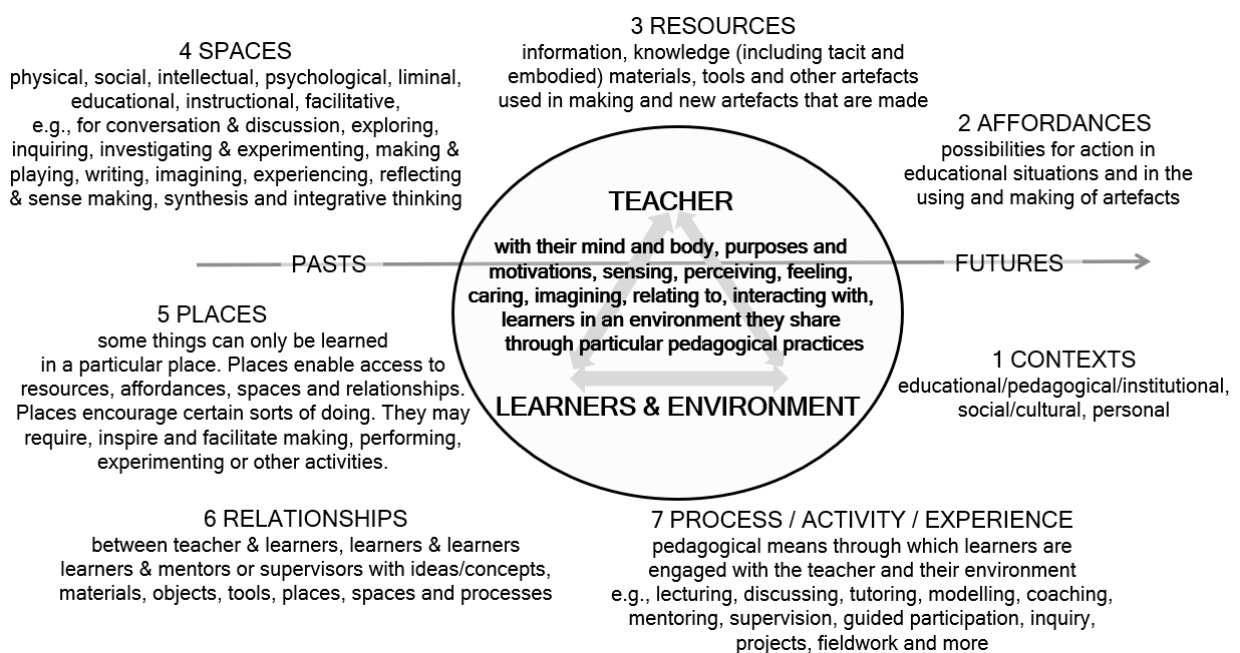 3 RESOURCES
information, knowledge (including tacit and
embodied) materials, tools and other artefacts
used in making and new artefacts that are made
4 SPACES
physical, social, intellectual, psychological, liminal,
educational, instructional, facilitative,
e.g., for conversation & discussion, exploring,
inquiring, investigating & experimenting, making &
playing, writing, imagining, experiencing, reflecting
& sense making, synthesis and integrative thinking
2 AFFORDANCES
possibilities for action in
educational situations and in the
using and making of artefacts
TEACHER
with their mind and body, purposes and
motivations, sensing, perceiving, feeling,
caring, imagining, relating to, interacting with,
learners in an environment they share
through particular pedagogical practices
LEARNERS & ENVIRONMENT
PASTS
FUTURES
5 PLACES
some things can only be learned
in a particular place. Places enable access to
resources, affordances, spaces and relationships.
Places encourage certain sorts of doing. They may
require, inspire and facilitate making, performing,
experimenting or other activities.
1 CONTEXTS
educational/pedagogical/institutional,
social/cultural, personal
6 RELATIONSHIPS
between teacher & learners, learners & learners
learners & mentors or supervisors with ideas/concepts,
materials, objects, tools, places, spaces and processes
7 PROCESS / ACTIVITY / EXPERIENCE
pedagogical means through which learners are
engaged with the teacher and their environment
e.g., lecturing, discussing, tutoring, modelling, coaching,
mentoring, supervision, guided participation, inquiry,
projects, fieldwork and more